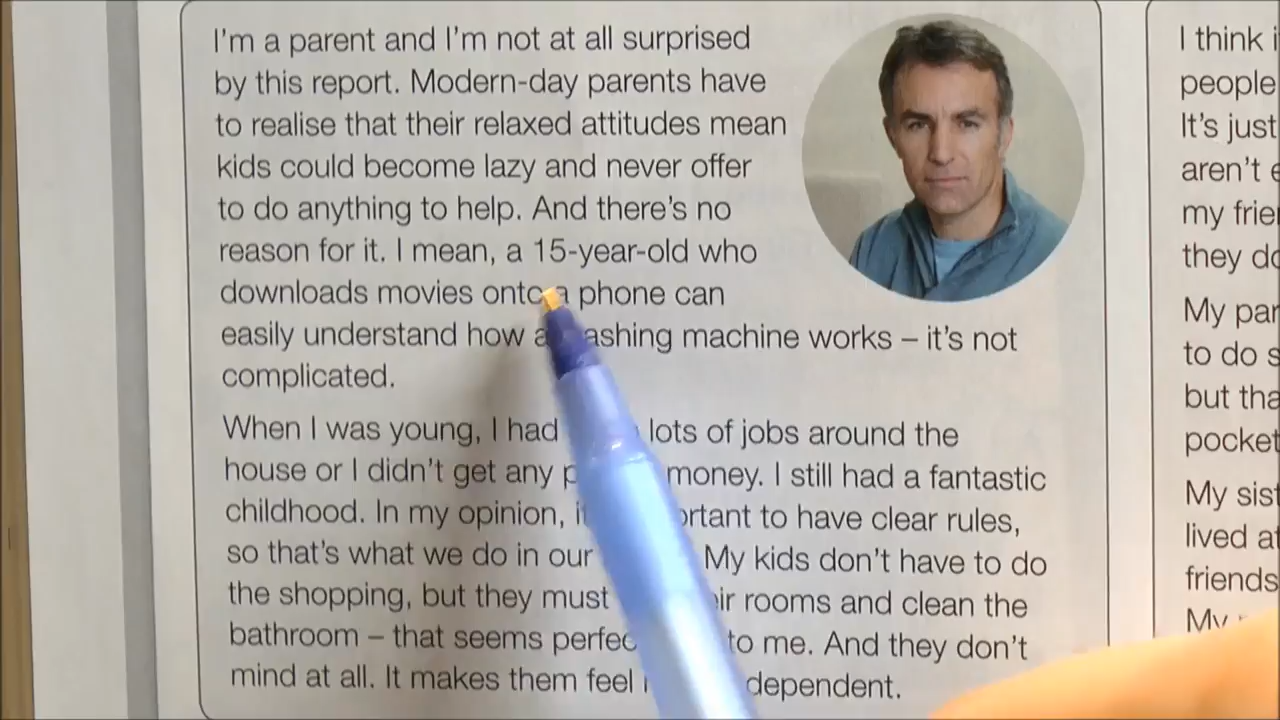 I'm a parent and I'm not at all surprised
by this report. Modern-day parents have
to realise that their relaxed attitudes mean
kids could become lazy and never offer
to do anything to help. And there's no
reason for it. I mean, a 15-year-old who
downloads movies onto a phone can
easily understand how a washing machine works – it's not
complicated.
When I was young, I had lots of jobs around the
house or I didn't get any money. I still had a fantastic
childhood. In my opinion, important to have clear rules,
so that's what we do in our My kids don't have to do
the shopping, but they must their rooms and clean the
bathroom – that seems to me. And they don't
mind at all. It makes them feel independent.
I think
people
It's just
aren't
my
they
My
to do
but
pocket
My
lived
friends
My